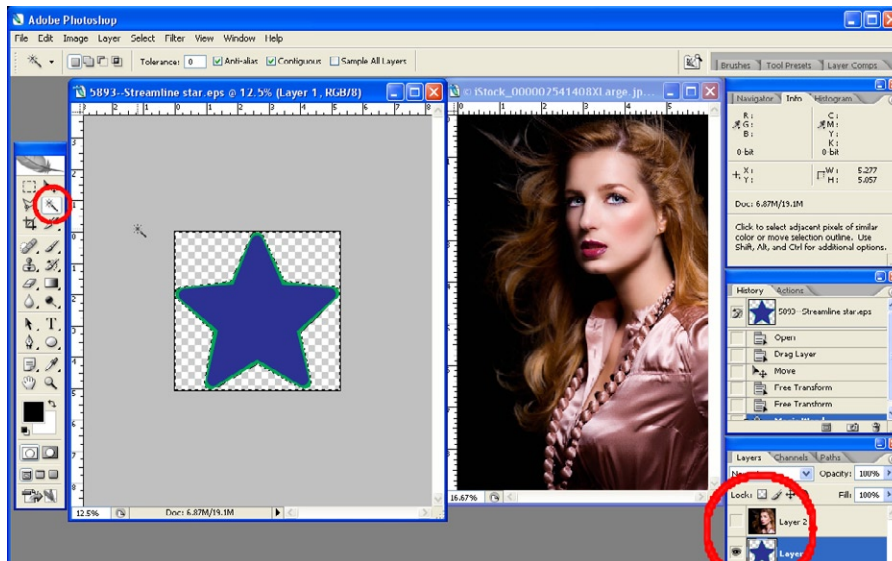 Adobe Photoshop
File Edit Image Layer Select Filter View Window Help
Tolerance: 0 Anti-alias Contiguous Sample All Layers
Brushes Tool Presets Layer Comps
5893--Streamline star.eps @ 12.5% (Layer 1, RGB/8)
© iStock_000002541408XLarge.jp...
Navigator Info Histogram
R: C:
G: M:
B: Y:
K:
8-bit 8-bit
X: W: 5.277
Y: H: 5.057
Doc: 6.87M/19.1M
Click to select adjacent pixels of similar
color or move selection outline. Use
Shift, Alt, and Ctrl for additional options.
History Actions
5893--Streamline star.eps
Open
Drag Layer
Move
Free Transform
Free Transform
Magic Wand
Layers Channels Paths
Opacity: 100%
Lock: Fill: 100%
Layer 2
Layer
12.5% Doc: 6.87M/19.1M
16.67%